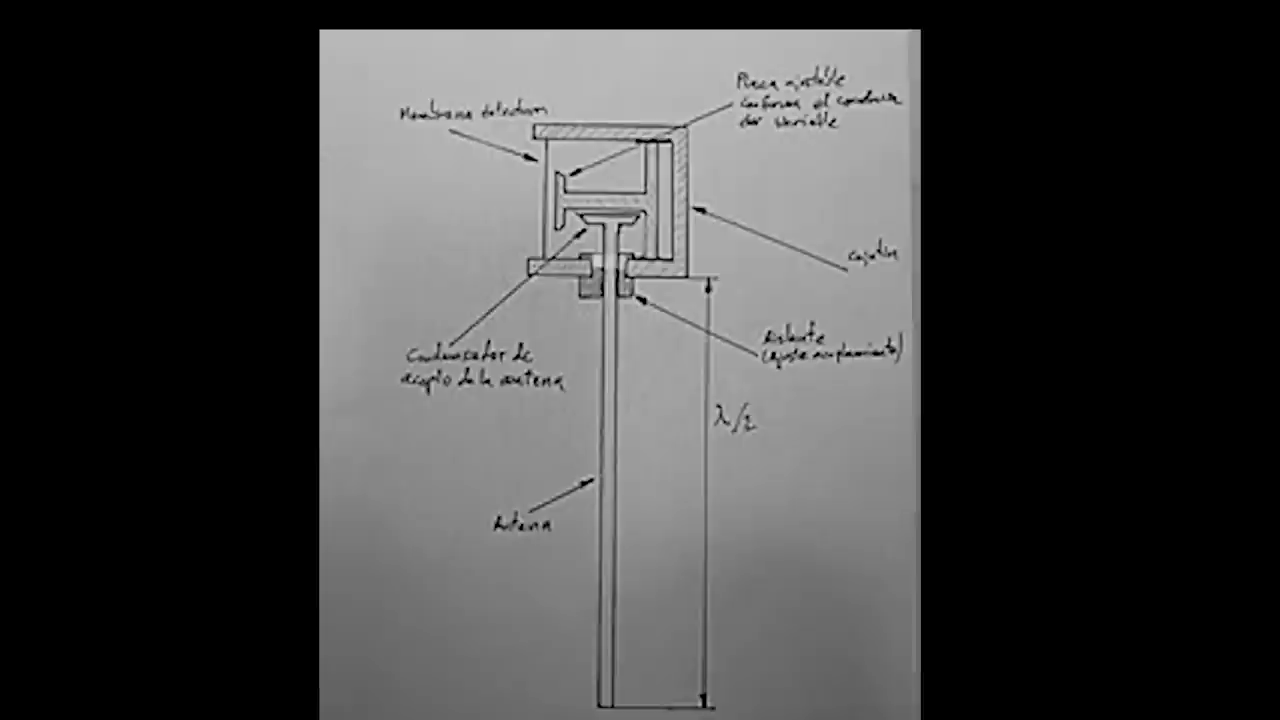 Membrana detectora
Pieza ajustable
conforma el condensa
dor variable
Cajetín
Aislante
(ajuste acoplamiento)
Condensador de
acoplo de la antena
λ/2
Antena